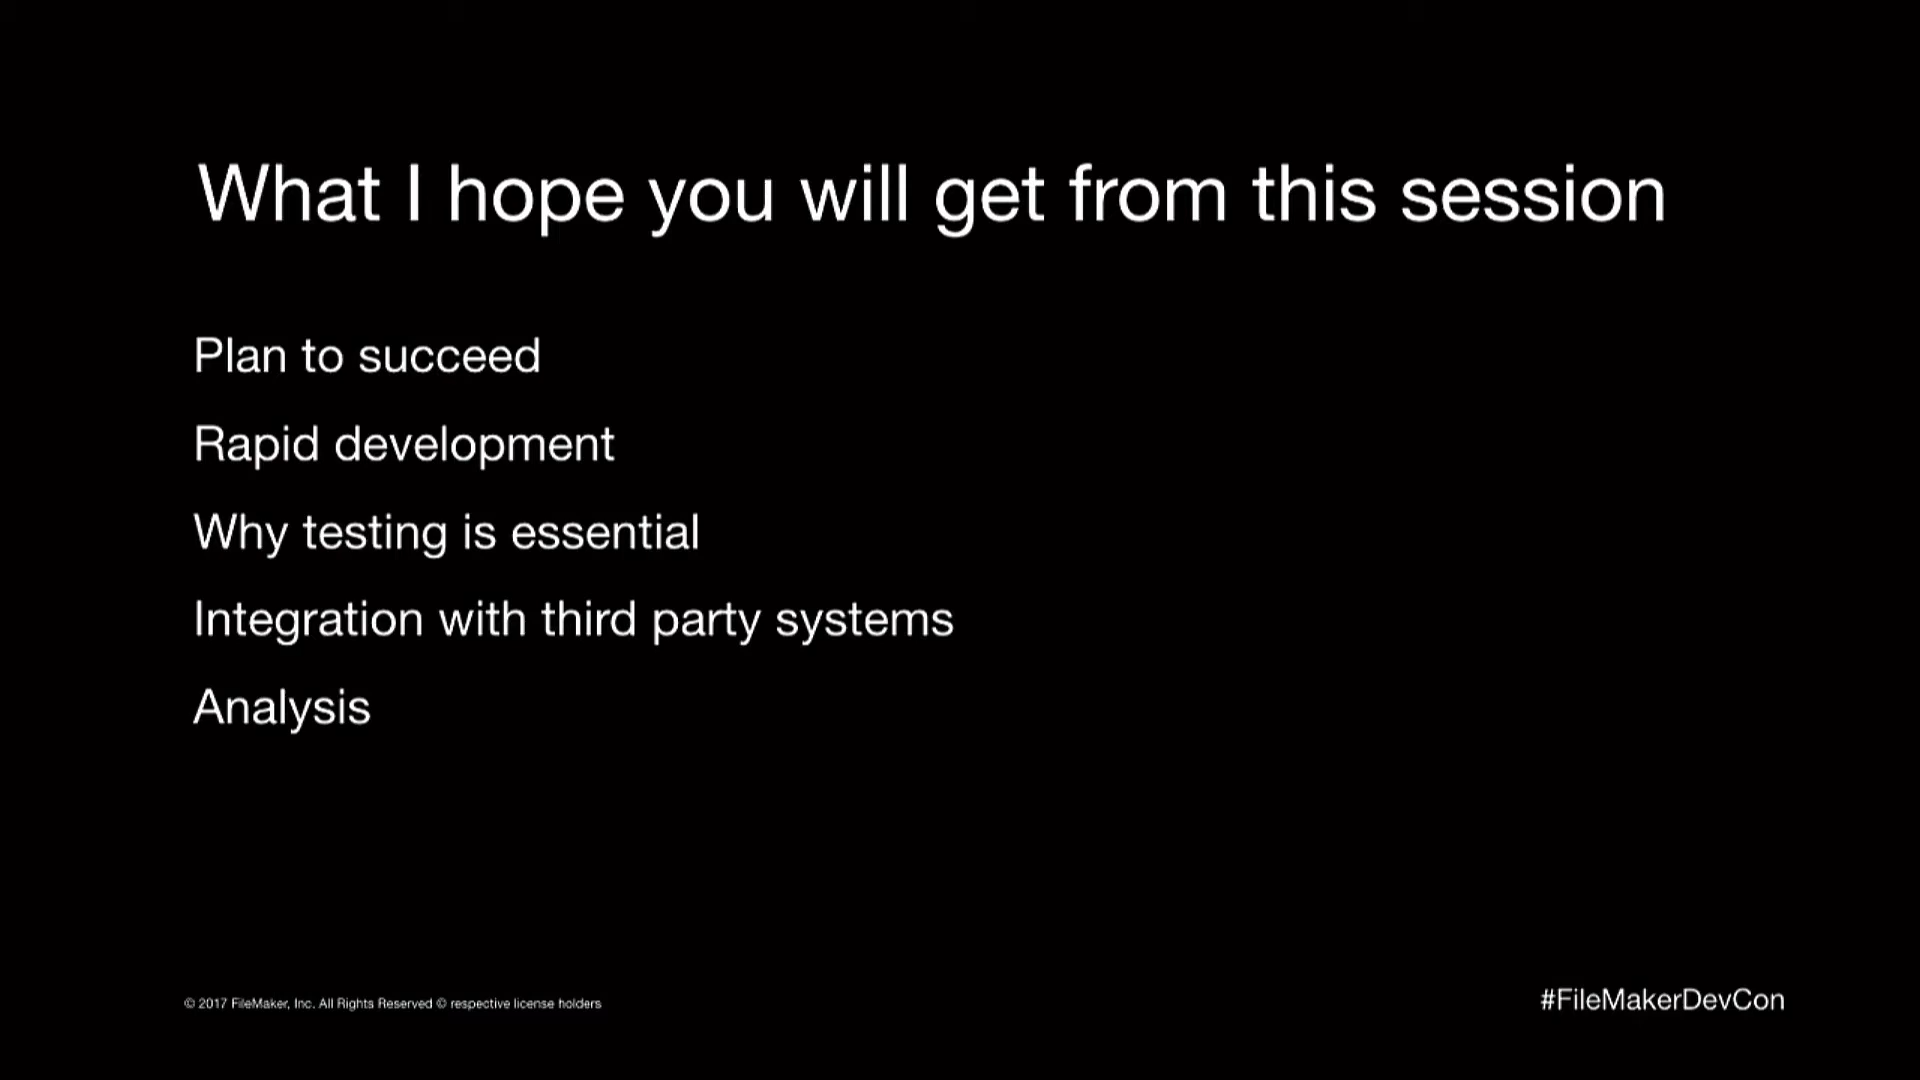 What I hope you will get from this session
Plan to succeed
Rapid development
Why testing is essential
Integration with third party systems
Analysis
© 2017 FileMaker, Inc. All Rights Reserved © respective license holders
#FileMakerDevCon